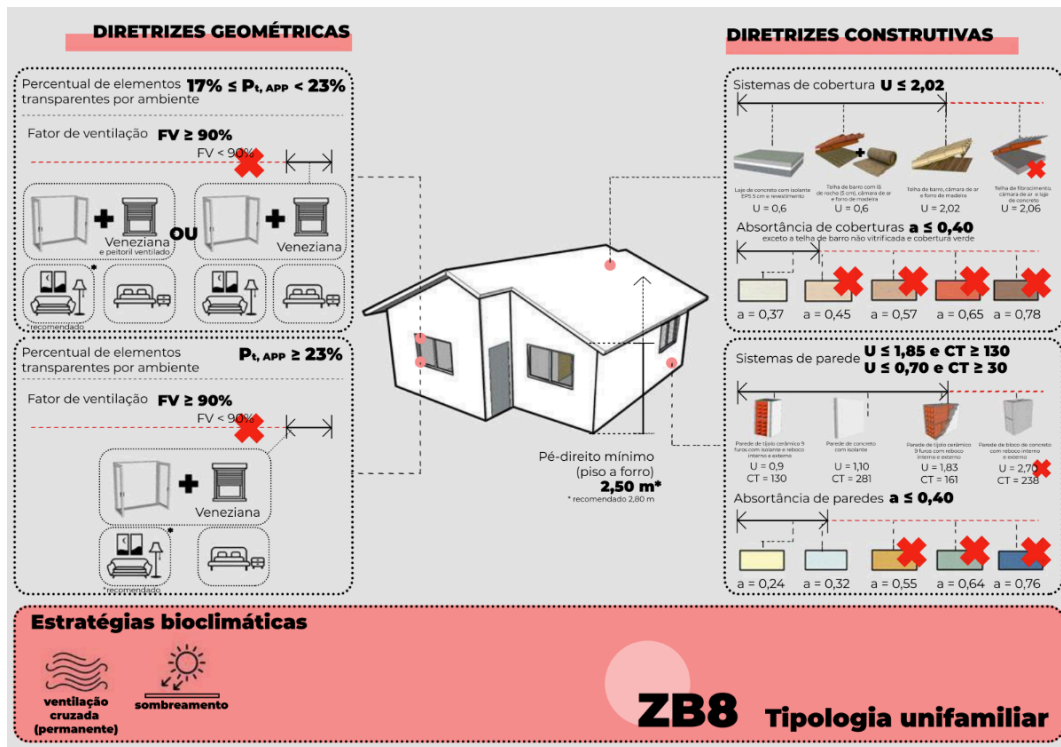 DIRETRIZES GEOMÉTRICAS
Percentual de elementos 17% ≤ Pt, APP < 23%
transparentes por ambiente
Fator de ventilação FV ≥ 90%
FV < 90%
Veneziana
e peitoril ventilado
OU
Veneziana
*
*recomendado
Percentual de elementos Pt, APP ≥ 23%
transparentes por ambiente
Fator de ventilação FV ≥ 90%
FV < 90%
Veneziana
*
*recomendado
Pé-direito mínimo
(piso a forro)
2,50 m*
* recomendado 2,80 m
DIRETRIZES CONSTRUTIVAS
Sistemas de cobertura U ≤ 2,02
Laje de concreto com isolante
EPS 5 cm e revestimento
U = 0,6
Telha de barro com lã
de rocha (5 cm), câmara de ar
e forro de madeira
U = 0,6
Telha de barro, câmara de ar
e forro de madeira
U = 2,02
Telha de fibrocimento,
câmara de ar e laje
de concreto
U = 2,06
Absortância de coberturas a ≤ 0,40
exceto a telha de barro não vitrificada e cobertura verde
a = 0,37 a = 0,45 a = 0,57 a = 0,65 a = 0,78
Sistemas de parede U ≤ 1,85 e CT ≥ 130
U ≤ 0,70 e CT ≥ 30
Parede de tijolo cerâmico 9
furos com isolante e reboco
interno e externo
U = 0,9
CT = 130
Parede de concreto
com isolante
U = 1,10
CT = 281
Parede de tijolo cerâmico
9 furos com reboco
interno e externo
U = 1,83
CT = 161
Parede de bloco de concreto
com reboco interno
e externo
U = 2,70
CT = 238
Absortância de paredes a ≤ 0,40
a = 0,24 a = 0,32 a = 0,55 a = 0,64 a = 0,76
Estratégias bioclimáticas
ventilação
cruzada
(permanente)
sombreamento
ZB8 Tipologia unifamiliar